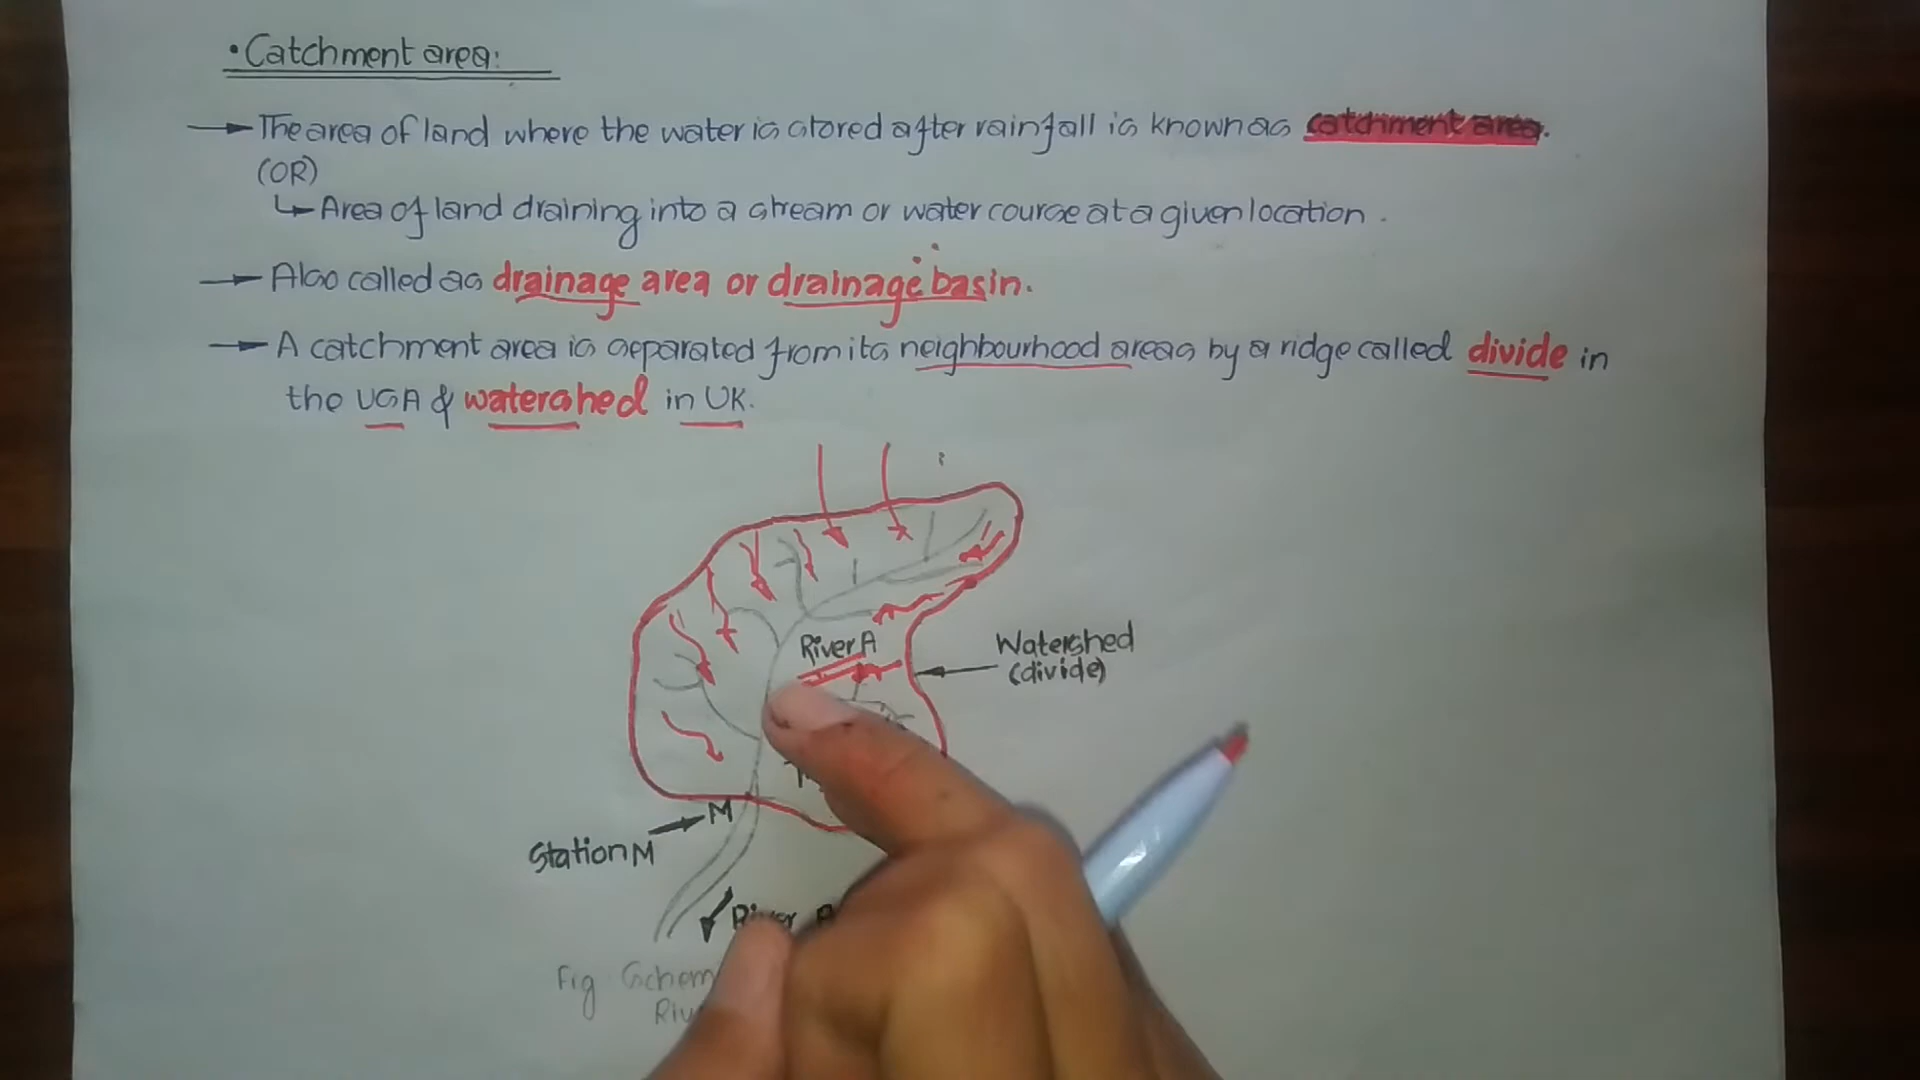 • Catchment area:
→ The area of land where the water is stored after rainfall is known as catchment area.
(OR)
↳ Area of land draining into a stream or water course at a given location.
→ Also called as drainage area or drainage basin.
→ A catchment area is separated from its neighbourhood areas by a ridge called divide in
the USA & watershed in UK.
River A
Watershed
(divide)
M
Station M
River
Fig